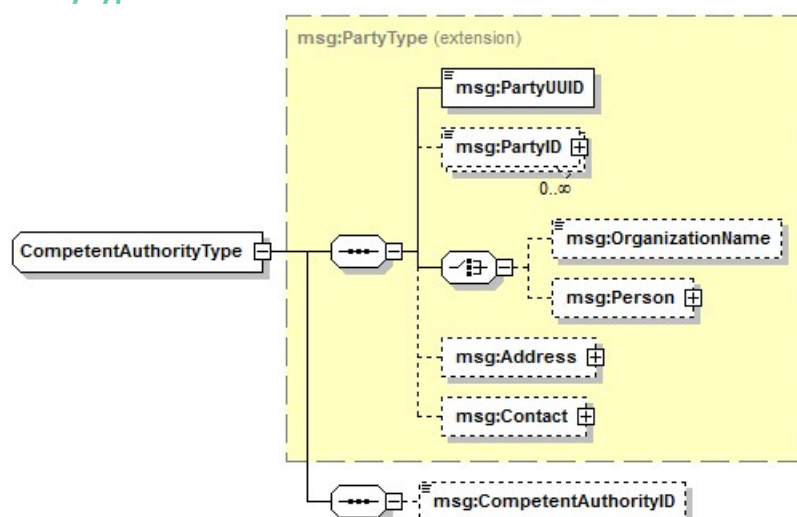 msg:PartyType (extension)
msg:PartyUUID
msg:PartyID
0..∞
msg:OrganizationName
CompetentAuthorityType
msg:Person
msg:Address
msg:Contact
msg:CompetentAuthorityID